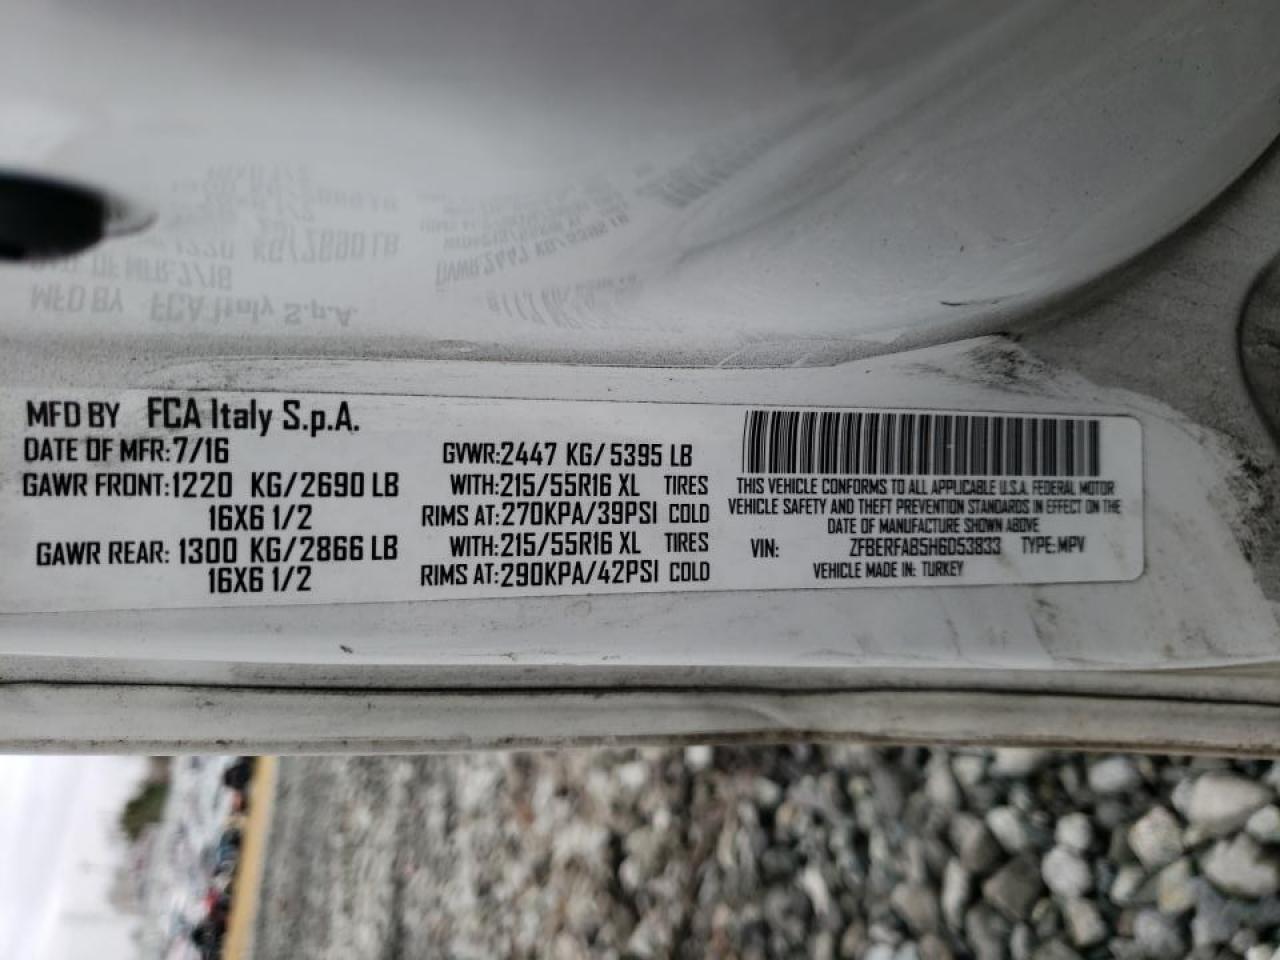 MFD BY FCA Italy S.p.A.
DATE OF MFR:7/16
GAWR FRONT:1220 KG/2690 LB
16X6 1/2
GAWR REAR: 1300 KG/2866 LB
16X6 1/2
GVWR:2447 KG/5395 LB
WITH:215/55R16 XL TIRES
RIMS AT:270KPA/39PSI COLD
WITH:215/55R16 XL TIRES
RIMS AT:290KPA/42PSI COLD
THIS VEHICLE CONFORMS TO ALL APPLICABLE U.S.A. FEDERAL MOTOR
VEHICLE SAFETY AND THEFT PREVENTION STANDARDS IN EFFECT ON THE
DATE OF MANUFACTURE SHOWN ABOVE
VIN: ZFBERFAB5H6D53833 TYPE:MPV
VEHICLE MADE IN: TURKEY